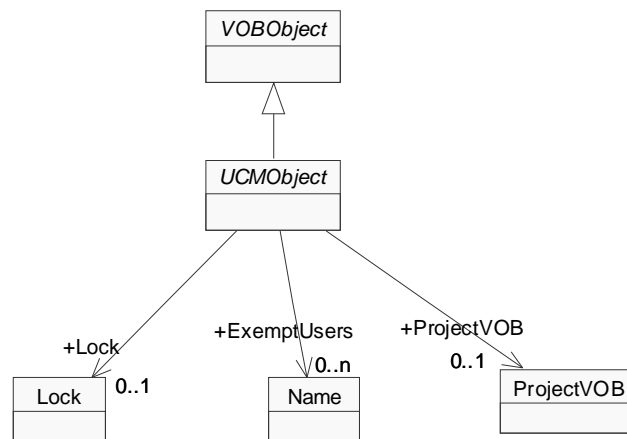 VOBObject
UCMObject
+Lock
+ExemptUsers
+ProjectVOB
0..1
0..n
0..1
Lock
Name
ProjectVOB